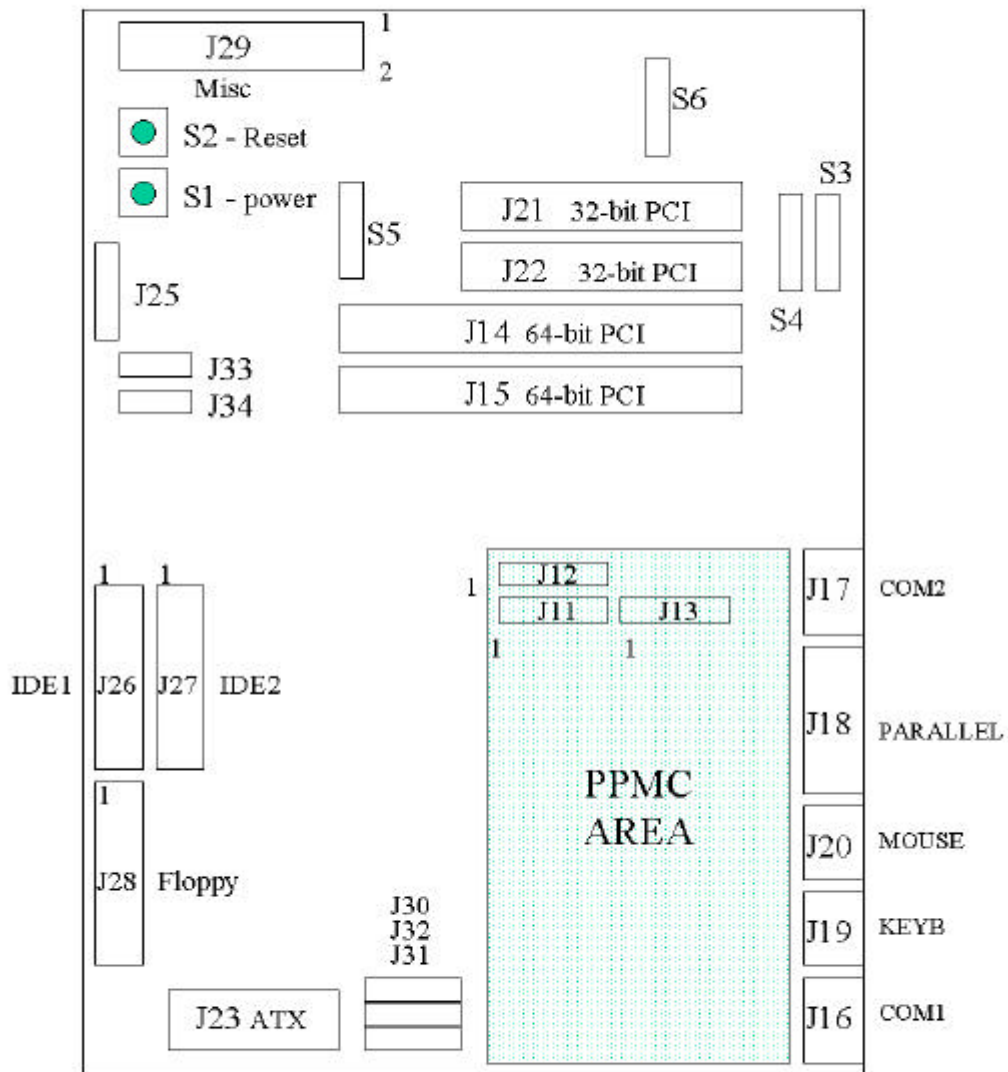 1
J29
2
Misc
S6
S2 - Reset
S3
S1 - power
J21 32-bit PCI
S5
J22 32-bit PCI
J25
S4
J14 64-bit PCI
J33
J15 64-bit PCI
J34
1 1
1
J12
J17 COM2
J11 J13
1 1
IDE1 J26 J27 IDE2
J18 PARALLEL
PPMC
AREA
1
J20 MOUSE
J28 Floppy
J30
J32
J31
J19 KEYB
J23 ATX
J16 COM1